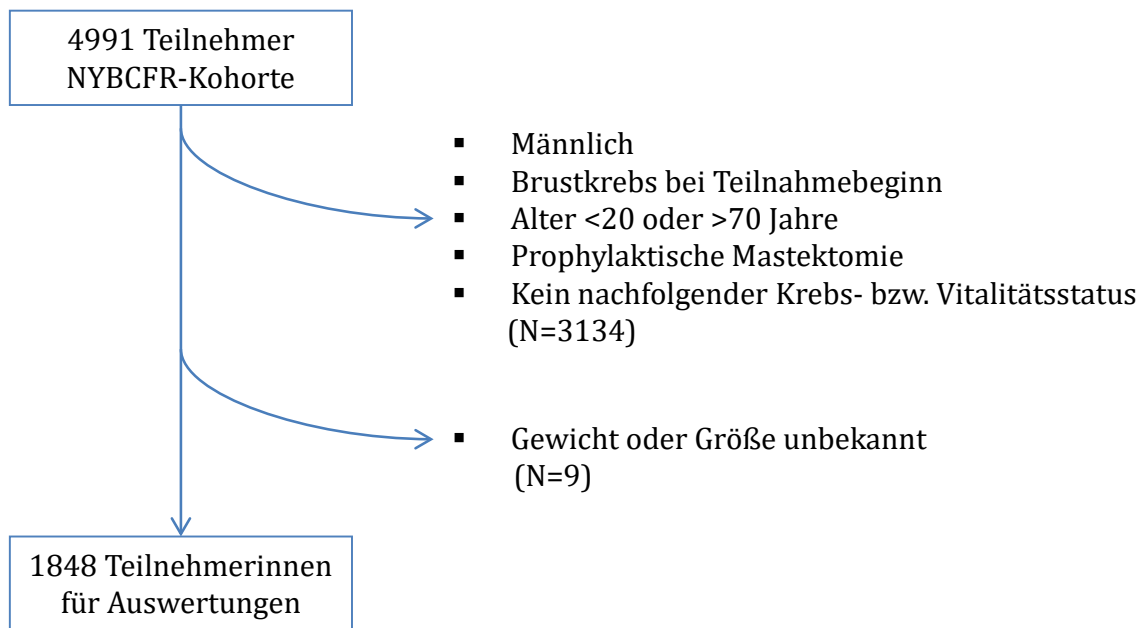 4991 Teilnehmer
NYBCFR-Kohorte
▪ Männlich
▪ Brustkrebs bei Teilnahmebeginn
▪ Alter <20 oder >70 Jahre
▪ Prophylaktische Mastektomie
▪ Kein nachfolgender Krebs- bzw. Vitalitätsstatus
(N=3134)
▪ Gewicht oder Größe unbekannt
(N=9)
1848 Teilnehmerinnen
für Auswertungen